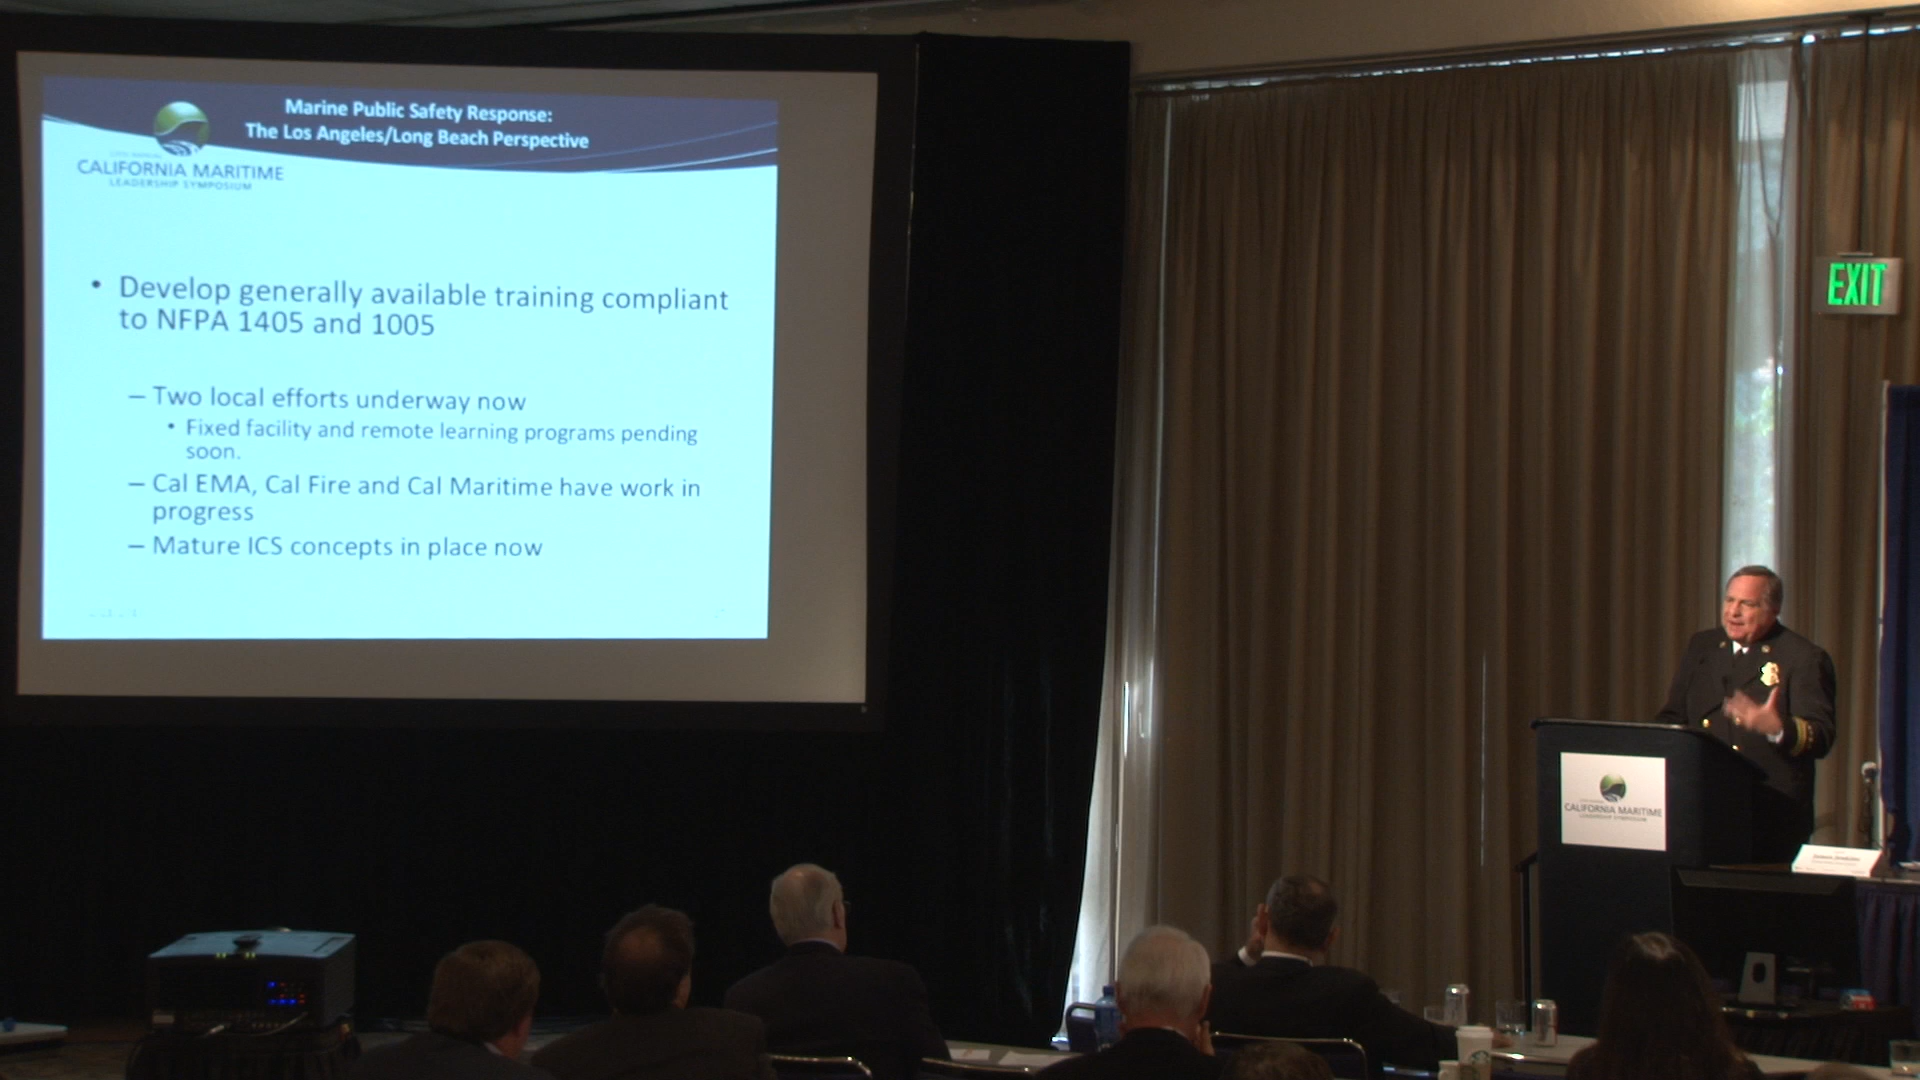 Marine Public Safety Response:
The Los Angeles/Long Beach Perspective
CALIFORNIA MARITIME
LEADERSHIP SYMPOSIUM
• Develop generally available training compliant
to NFPA 1405 and 1005
– Two local efforts underway now
• Fixed facility and remote learning programs pending
soon.
– Cal EMA, Cal Fire and Cal Maritime have work in
progress
– Mature ICS concepts in place now
EXIT
CALIFORNIA MARITIME
LEADERSHIP SYMPOSIUM